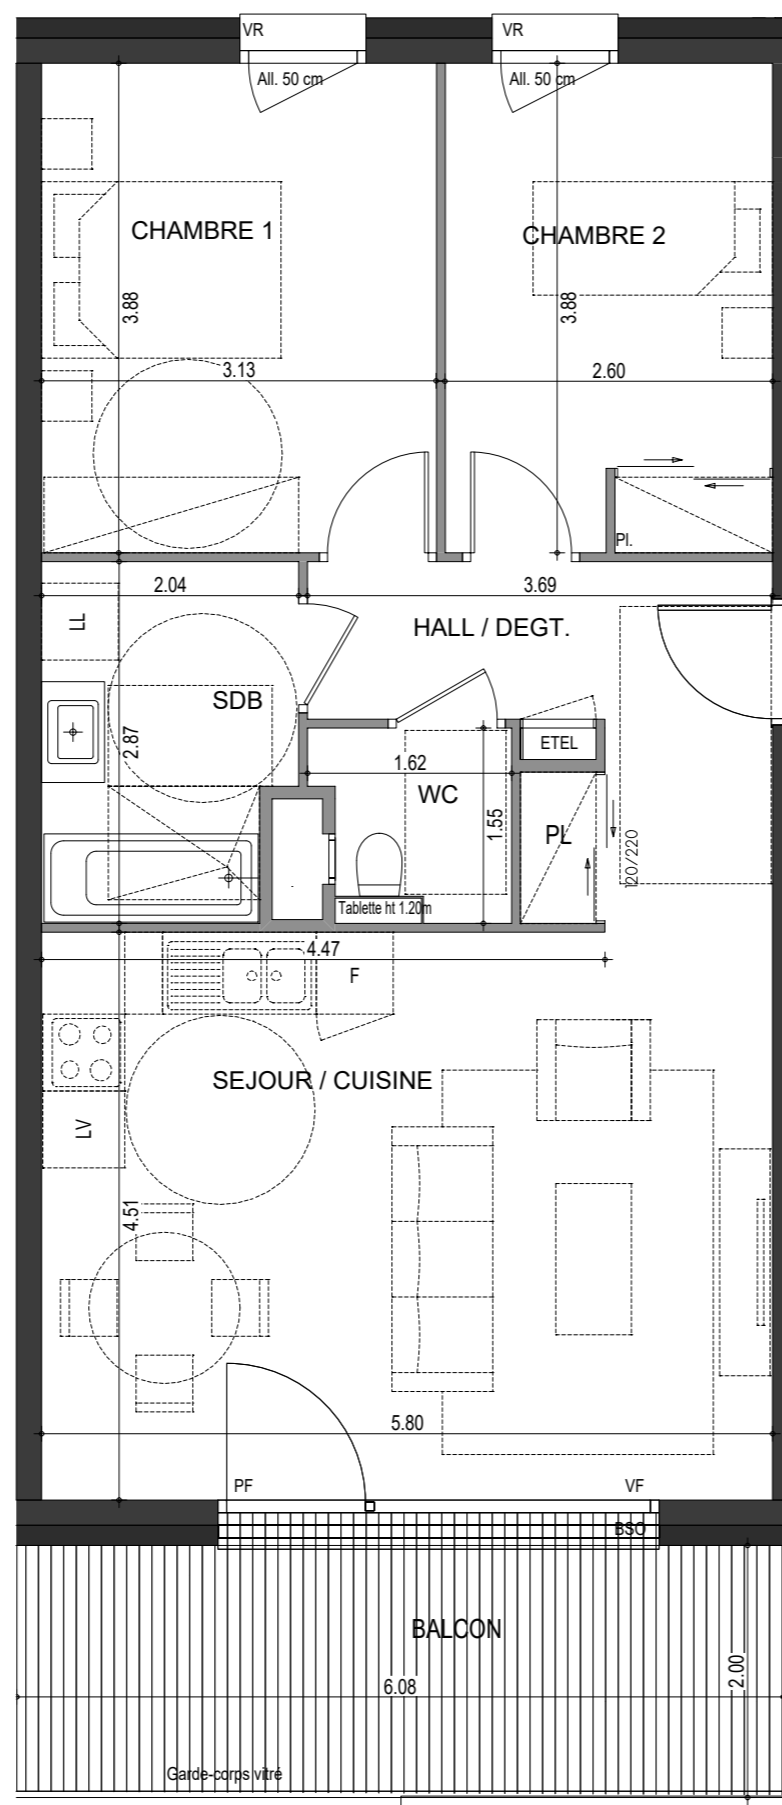 VR
VR
All. 50 cm
All. 50 cm
CHAMBRE 1
CHAMBRE 2
3.88
3.88
3.13
2.60
Pl.
2.04
3.69
LL
HALL / DEGT.
SDB
2.87
ETEL
1.62
WC
1.55
PL
120/220
Tablette ht 1.20m
4.47
F
SEJOUR / CUISINE
LV
4.51
5.80
PF
VF
BSO
BALCON
6.08
2.00
Garde-corps vitré